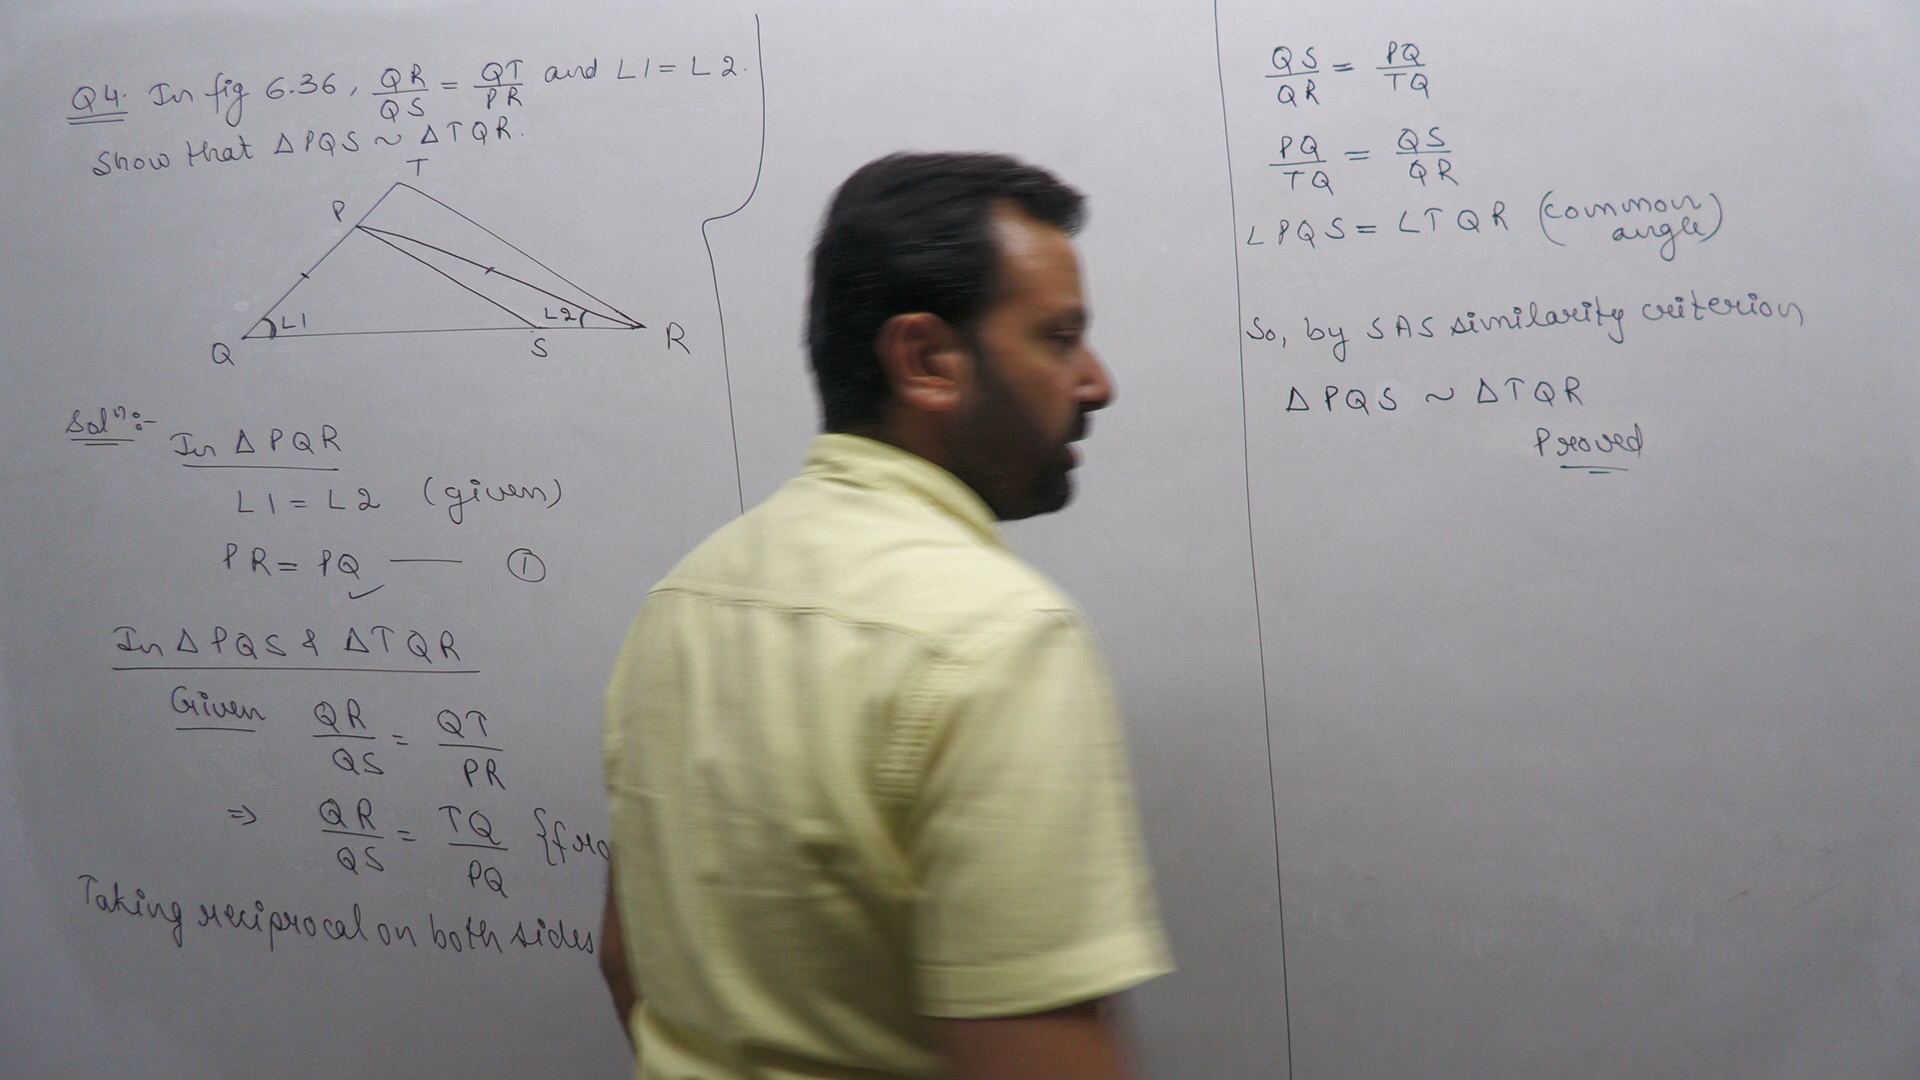 Q4. In fig 6.36, QR/QS = QT/PR and ∠1 = ∠2.
Show that ΔPQS ~ ΔTQR.
T
P
∠1
∠2
Q
S
R
Solⁿ:-
In ΔPQR
∠1 = ∠2 (given)
PR = PQ —— ①
In ΔPQS & ΔTQR
Given QR/QS = QT/PR
⇒ QR/QS = TQ/PQ {
Taking reciprocal on both sides
QS/QR = PQ/TQ
PQ/TQ = QS/QR
∠PQS = ∠TQR (common angle)
So, by SAS similarity criterion
ΔPQS ~ ΔTQR
Proved